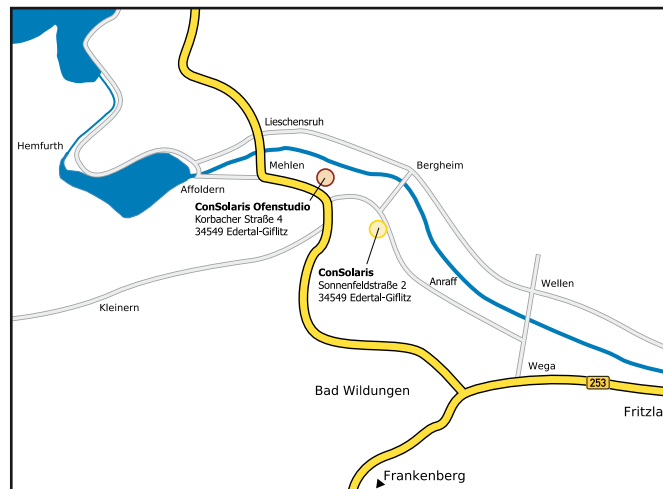 Lieschensruh
Hemfurth
Mehlen
Bergheim
Affoldern
ConSolaris Ofenstudio
Korbacher Straße 4
34549 Edertal-Giflitz
ConSolaris
Sonnenfeldstraße 2
34549 Edertal-Giflitz
Anraff
Wellen
Kleinern
Wega
253
Bad Wildungen
Fritzla
Frankenberg